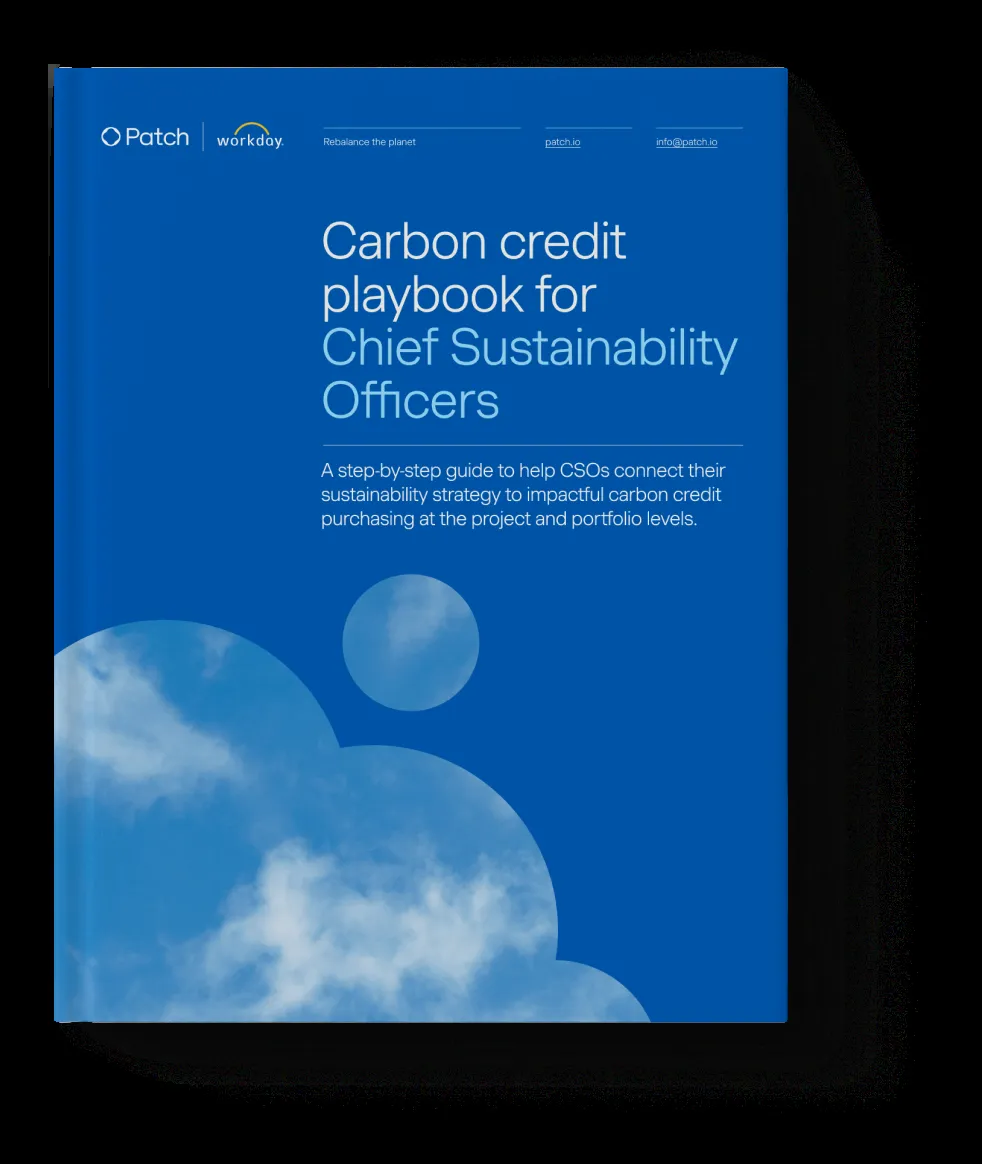 Patch
workday.
Rebalance the planet
patch.io
info@patch.io
Carbon credit
playbook for
Chief Sustainability
Officers
A step-by-step guide to help CSOs connect their
sustainability strategy to impactful carbon credit
purchasing at the project and portfolio levels.